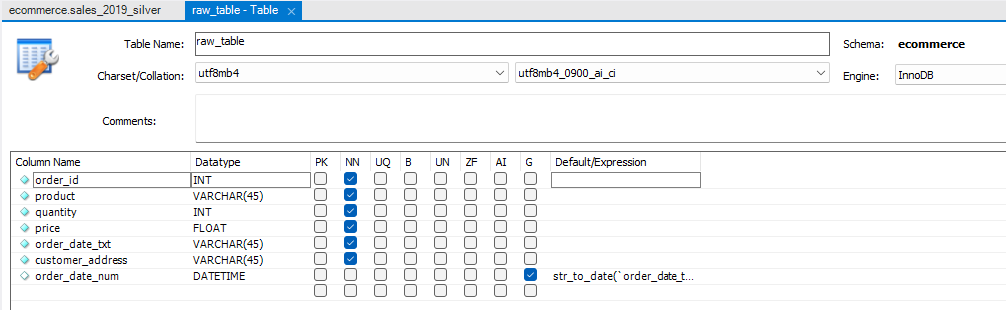 ecommerce.sales_2019_silver raw_table - Table
Table Name: raw_table Schema: ecommerce
Charset/Collation: utf8mb4 utf8mb4_0900_ai_ci Engine: InnoDB
Comments:
Column Name Datatype PK NN UQ B UN ZF AI G Default/Expression
order_id INT
product VARCHAR(45)
quantity INT
price FLOAT
order_date_txt VARCHAR(45)
customer_address VARCHAR(45)
order_date_num DATETIME str_to_date(`order_date_t...